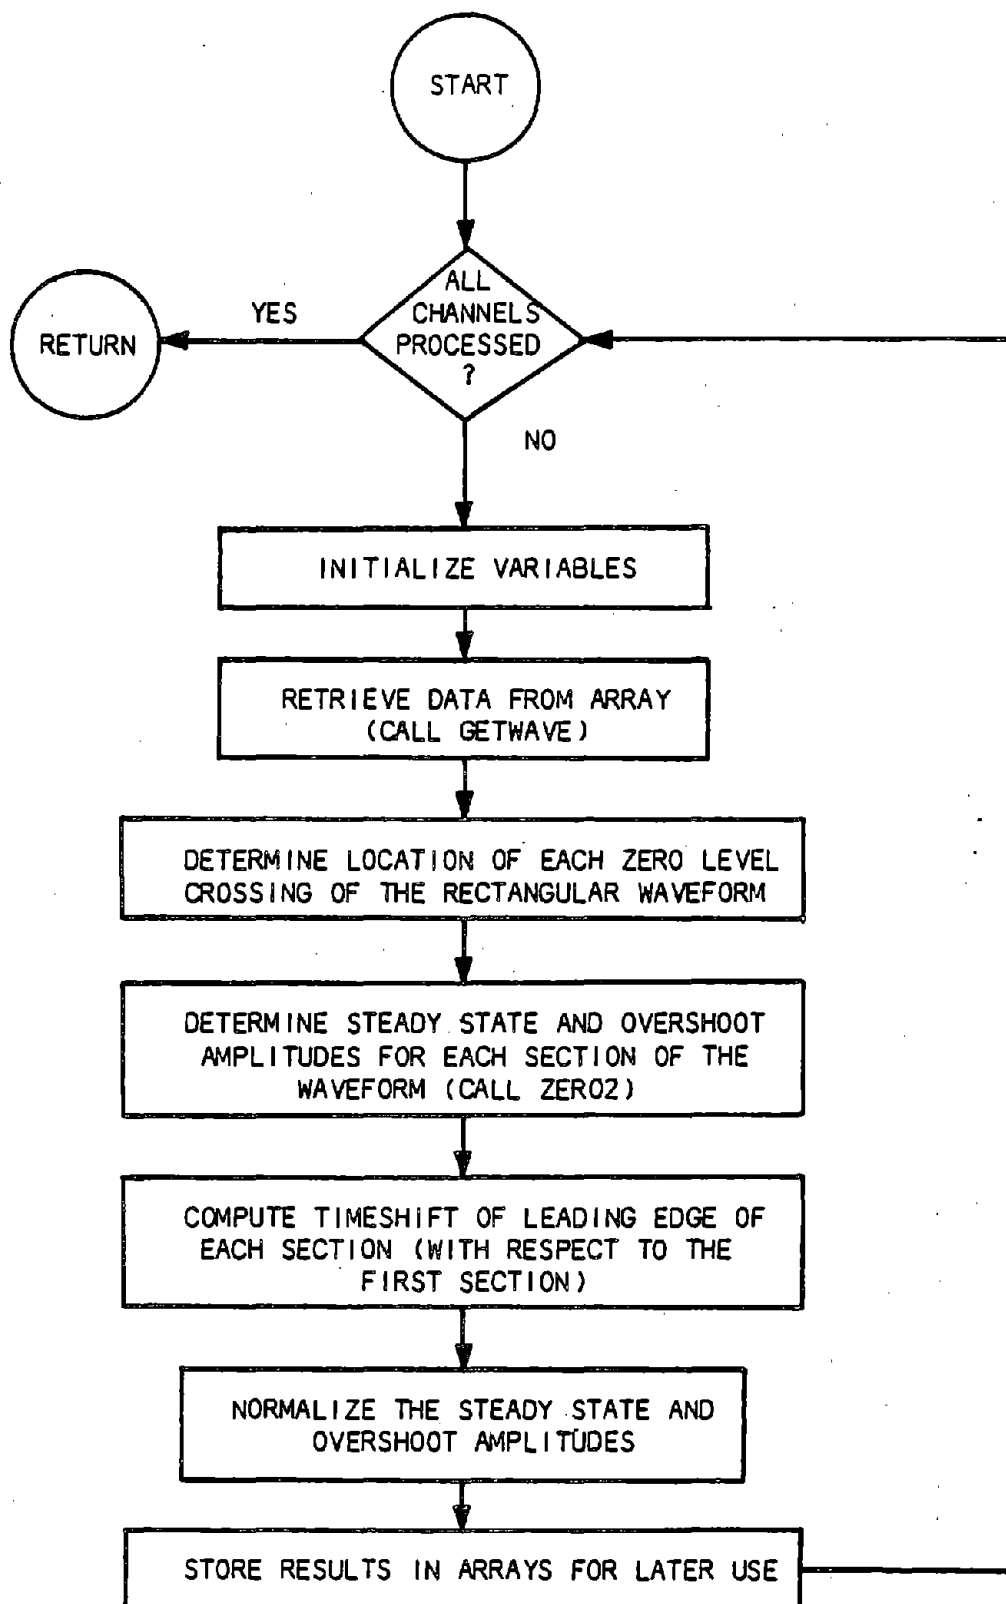 START
ALL
CHANNELS
PROCESSED
?
YES
RETURN
NO
INITIALIZE VARIABLES
RETRIEVE DATA FROM ARRAY
(CALL GETWAVE)
DETERMINE LOCATION OF EACH ZERO LEVEL
CROSSING OF THE RECTANGULAR WAVEFORM
DETERMINE STEADY STATE AND OVERSHOOT
AMPLITUDES FOR EACH SECTION OF THE
WAVEFORM (CALL ZERO2)
COMPUTE TIMESHIFT OF LEADING EDGE OF
EACH SECTION (WITH RESPECT TO THE
FIRST SECTION)
NORMALIZE THE STEADY STATE AND
OVERSHOOT AMPLITUDES
STORE RESULTS IN ARRAYS FOR LATER USE